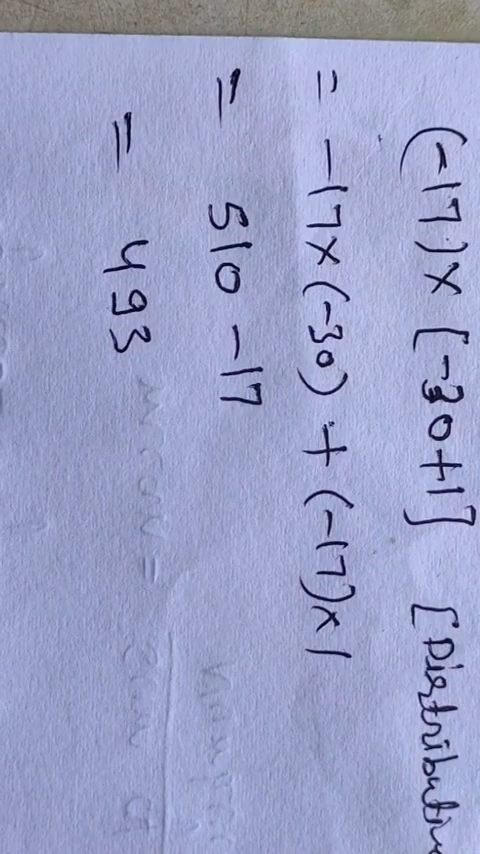 (-17) × [-30+1] [Distributiv
= -17×(-30) + (-17)×1
= 510 -17
= 493